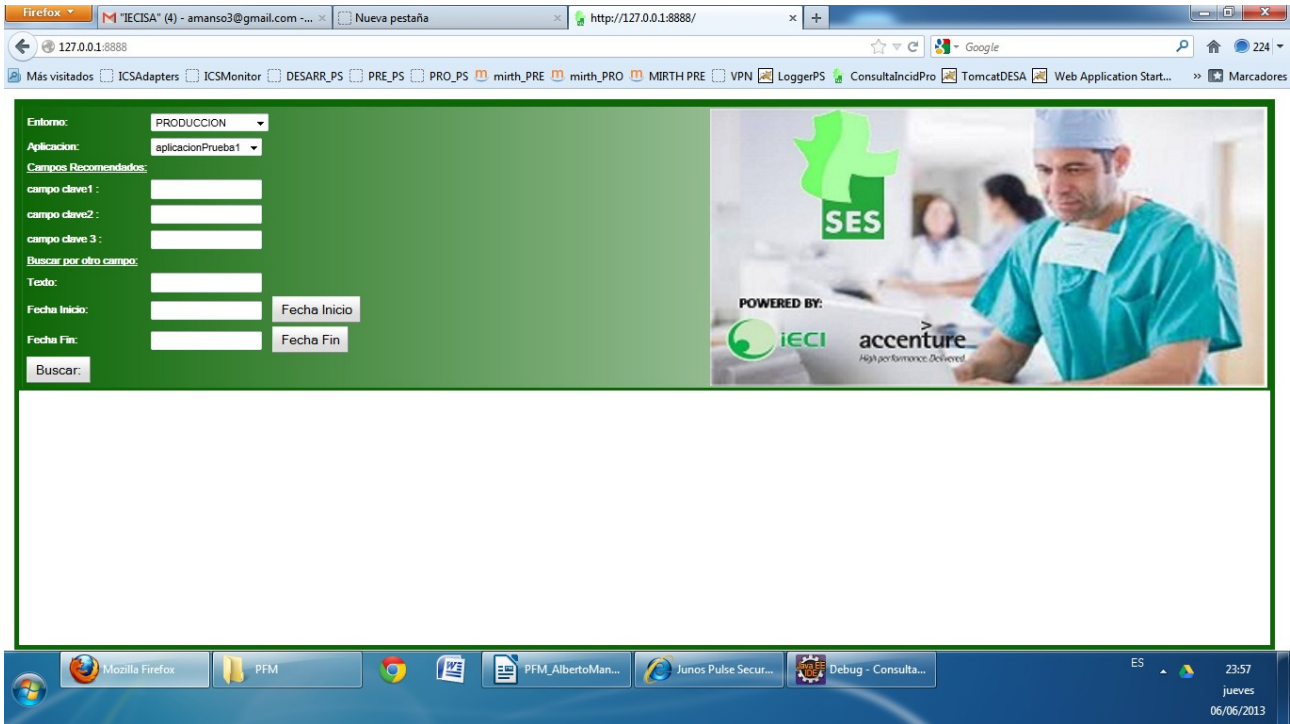 Firefox
"IECISA" (4) - amanso3@gmail.com -...
Nueva pestaña
http://127.0.0.1:8888/
127.0.0.1:8888
Google
224
Más visitados
ICSAdapters
ICSMonitor
DESARR_PS
PRE_PS
PRO_PS
mirth_PRE
mirth_PRO
MIRTH PRE
VPN
LoggerPS
ConsultaIncidPro
TomcatDESA
Web Application Start...
Marcadores
Entorno:
PRODUCCION
Aplicacion:
aplicacionPrueba1
Campos Recomendados:
campo clave1 :
campo clave2 :
campo clave 3 :
Buscar por otro campo:
Texto:
Fecha Inicio:
Fecha Inicio
Fecha Fin:
Fecha Fin
Buscar:
SES
POWERED BY:
iECI
accenture
High performance. Delivered.
Mozilla Firefox
PFM
PFM_AlbertoMan...
Junos Pulse Secur...
Debug - Consulta...
ES
23:57
jueves
06/06/2013